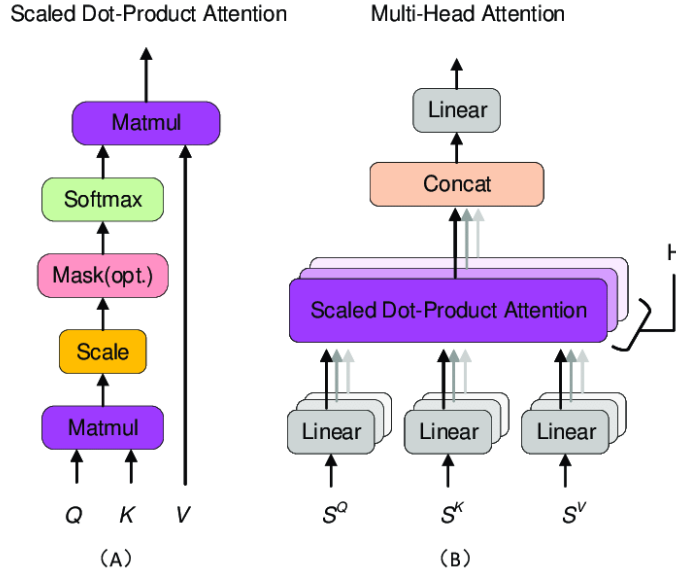 Scaled Dot-Product Attention
Matmul
Softmax
Mask(opt.)
Scale
Matmul
Q K V
(A)
Multi-Head Attention
Linear
Concat
H
Scaled Dot-Product Attention
Linear Linear Linear
S^Q S^K S^V
(B)